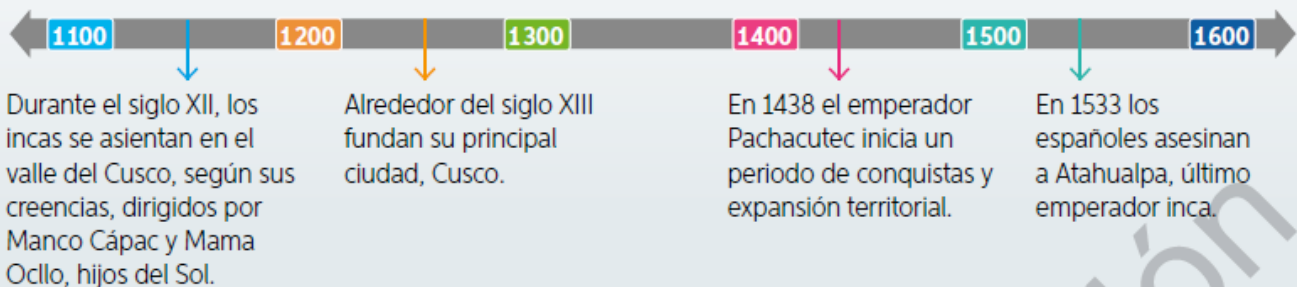 1100 1200 1300 1400 1500 1600
Durante el siglo XII, los
incas se asientan en el
valle del Cusco, según sus
creencias, dirigidos por
Manco Cápac y Mama
Ocllo, hijos del Sol.
Alrededor del siglo XIII
fundan su principal
ciudad, Cusco.
En 1438 el emperador
Pachacutec inicia un
periodo de conquistas y
expansión territorial.
En 1533 los
españoles asesinan
a Atahualpa, último
emperador inca.
ón